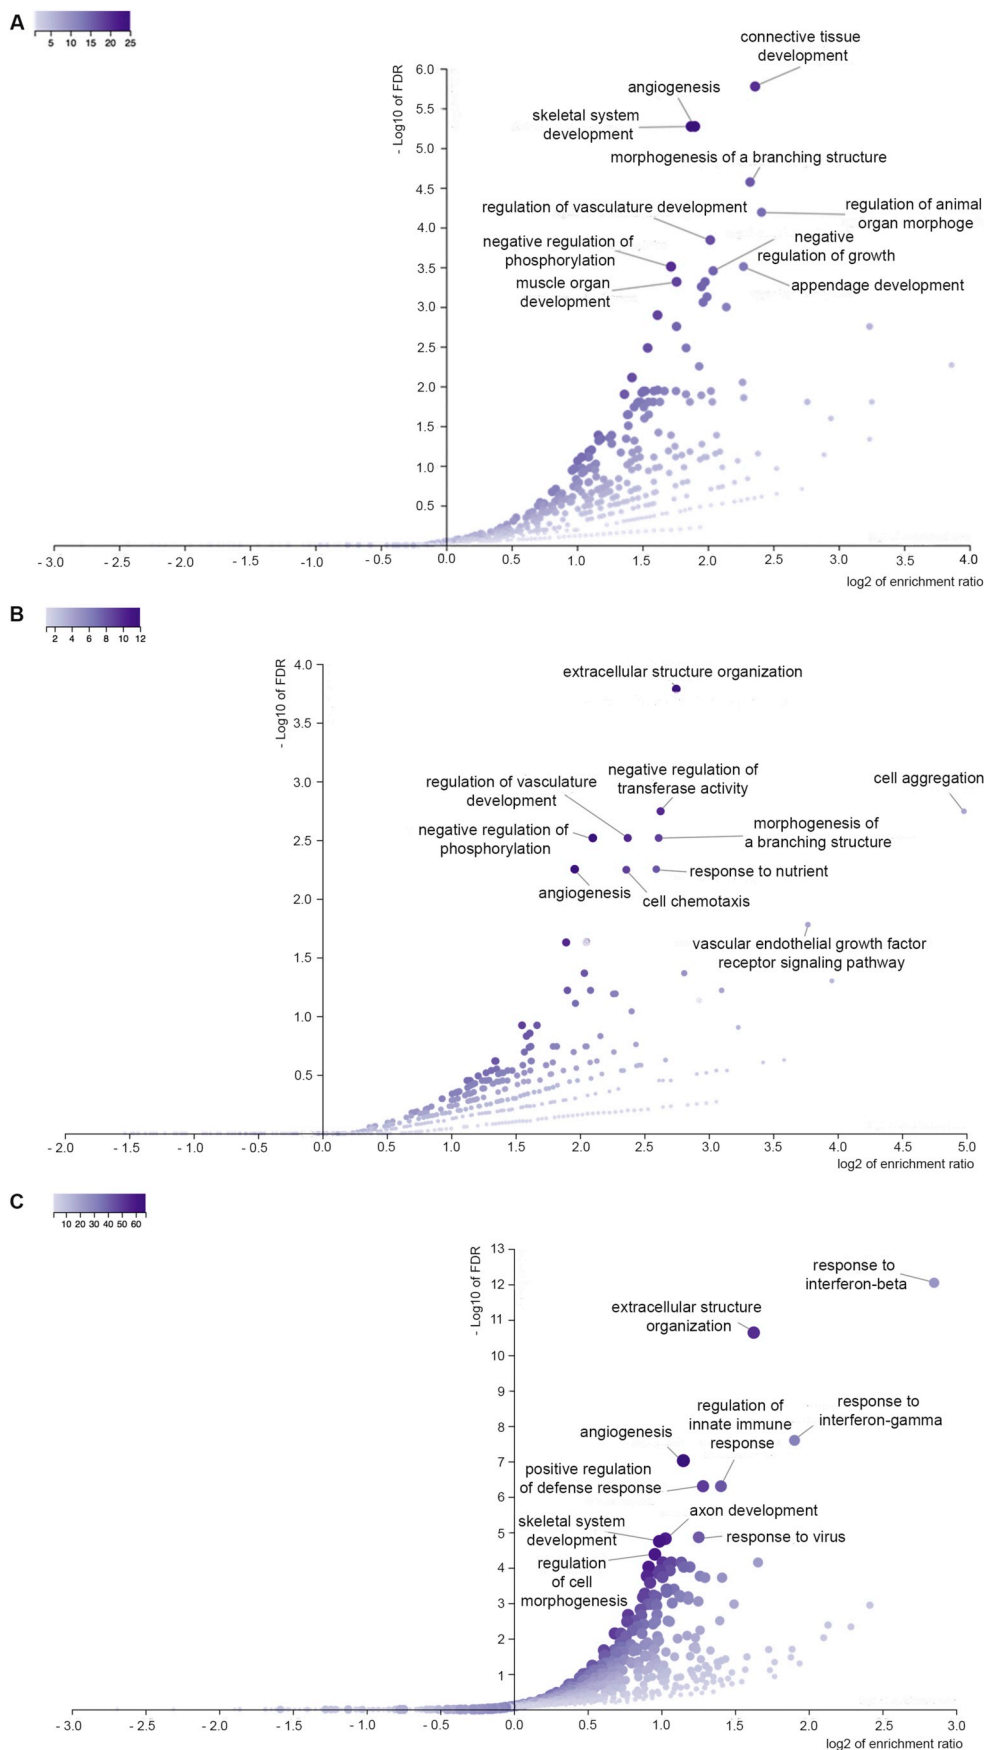 A
5 10 15 20 25
connective tissue
development
angiogenesis
skeletal system
development
morphogenesis of a branching structure
regulation of vasculature development
regulation of animal
organ morphoge
negative regulation of
phosphorylation
negative
regulation of growth
muscle organ
development
appendage development
- Log10 of FDR
6.0
5.5
5.0
4.5
4.0
3.5
3.0
2.5
2.0
1.5
1.0
0.5
- 3.0 - 2.5 - 2.0 - 1.5 - 1.0 - 0.5 0.0 0.5 1.0 1.5 2.0 2.5 3.0 3.5 4.0
log2 of enrichment ratio
B
2 4 6 8 10 12
extracellular structure organization
negative regulation of
transferase activity
cell aggregation
regulation of vasculature
development
negative regulation of
phosphorylation
morphogenesis of
a branching structure
response to nutrient
angiogenesis
cell chemotaxis
vascular endothelial growth factor
receptor signaling pathway
- Log10 of FDR
4.0
3.5
3.0
2.5
2.0
1.5
1.0
0.5
- 2.0 - 1.5 - 1.0 - 0.5 0.0 0.5 1.0 1.5 2.0 2.5 3.0 3.5 4.0 4.5 5.0
log2 of enrichment ratio
C
10 20 30 40 50 60
response to
interferon-beta
extracellular structure
organization
response to
interferon-gamma
regulation of
innate immune
response
angiogenesis
positive regulation
of defense response
axon development
skeletal system
development
response to virus
regulation
of cell
morphogenesis
- Log10 of FDR
13
12
11
10
9
8
7
6
5
4
3
2
1
- 3.0 - 2.5 - 2.0 - 1.5 - 1.0 - 0.5 0.0 0.5 1.0 1.5 2.0 2.5 3.0
log2 of enrichment ratio